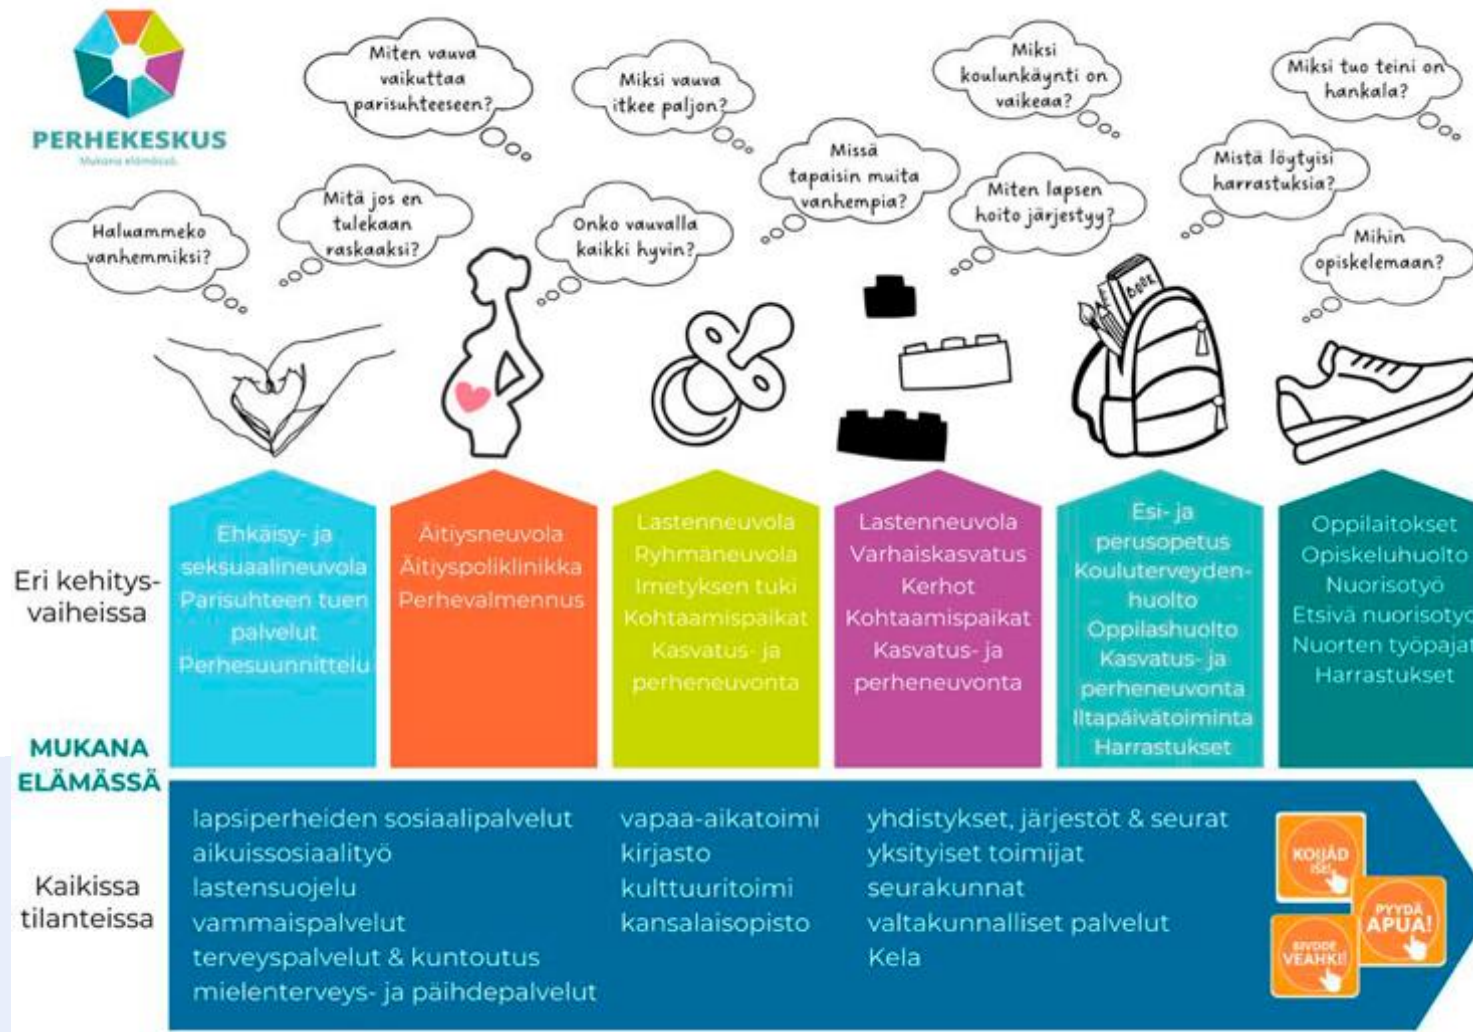 PERHEKESKUS
Mukana elämässä.
Miten vauva
vaikuttaa
parisuhteeseen?
Miksi vauva
itkee paljon?
Miksi
koulunkäynti on
vaikeaa?
Miksi tuo teini on
hankala?
Haluammeko
vanhemmiksi?
Mitä jos en
tulekaan
raskaaksi?
Onko vauvalla
kaikki hyvin?
Missä
tapaisin muita
vanhempia?
Miten lapsen
hoito järjestyy?
Mistä löytyisi
harrastuksia?
Mihin
opiskelemaan?
BOOK
Eri kehitys-
vaiheissa
Ehkäisy- ja
seksuaalineuvola
Parisuhteen tuen
palvelut
Perhesuunnittelu
Äitiysneuvola
Äitiyspoliklinikka
Perhevalmennus
Lastenneuvola
Ryhmäneuvola
Imetyksen tuki
Kohtaamispaikat
Kasvatus- ja
perheneuvonta
Lastenneuvola
Varhaiskasvatus
Kerhot
Kohtaamispaikat
Kasvatus- ja
perheneuvonta
Esi- ja
perusopetus
Kouluterveyden-
huolto
Oppilashuolto
Kasvatus- ja
perheneuvonta
Iltapäivätoiminta
Harrastukset
Oppilaitokset
Opiskeluhuolto
Nuorisotyö
Etsivä nuorisotyö
Nuorten työpajat
Harrastukset
MUKANA
ELÄMÄSSÄ
Kaikissa
tilanteissa
lapsiperheiden sosiaalipalvelut
aikuissosiaalityö
lastensuojelu
vammaispalvelut
terveyspalvelut & kuntoutus
mielenterveys- ja päihdepalvelut
vapaa-aikatoimi
kirjasto
kulttuuritoimi
kansalaisopisto
yhdistykset, järjestöt & seurat
yksityiset toimijat
seurakunnat
valtakunnalliset palvelut
Kela
PYYDÄ
APUA!
VEAHKI!